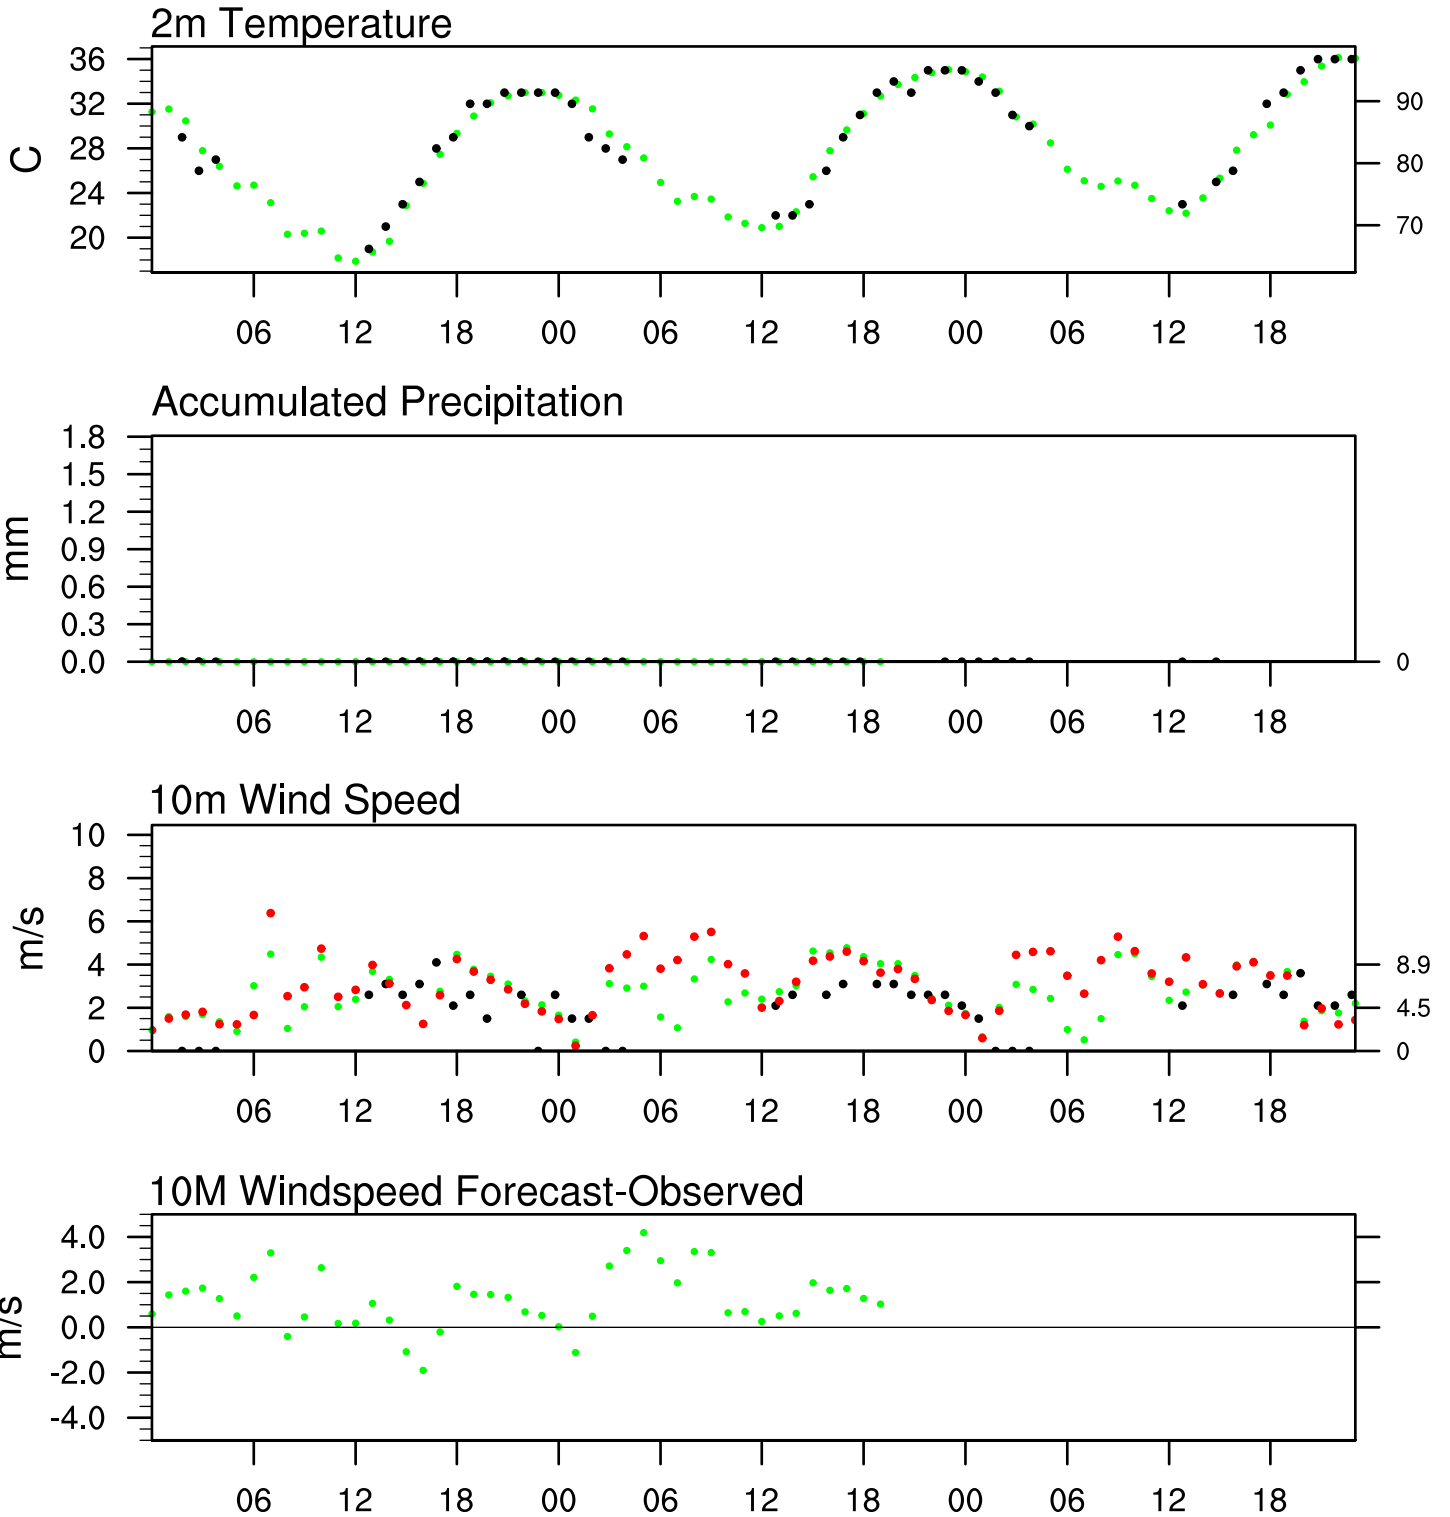 2m Temperature
36
32
28
24
20
C
90
80
70
06 12 18 00 06 12 18 00 06 12 18
Accumulated Precipitation
1.8
1.5
1.2
0.9
0.6
0.3
0.0
mm
0
06 12 18 00 06 12 18 00 06 12 18
10m Wind Speed
10
8
6
4
2
0
m/s
8.9
4.5
0
06 12 18 00 06 12 18 00 06 12 18
10M Windspeed Forecast-Observed
4.0
2.0
0.0
-2.0
-4.0
m/s
06 12 18 00 06 12 18 00 06 12 18